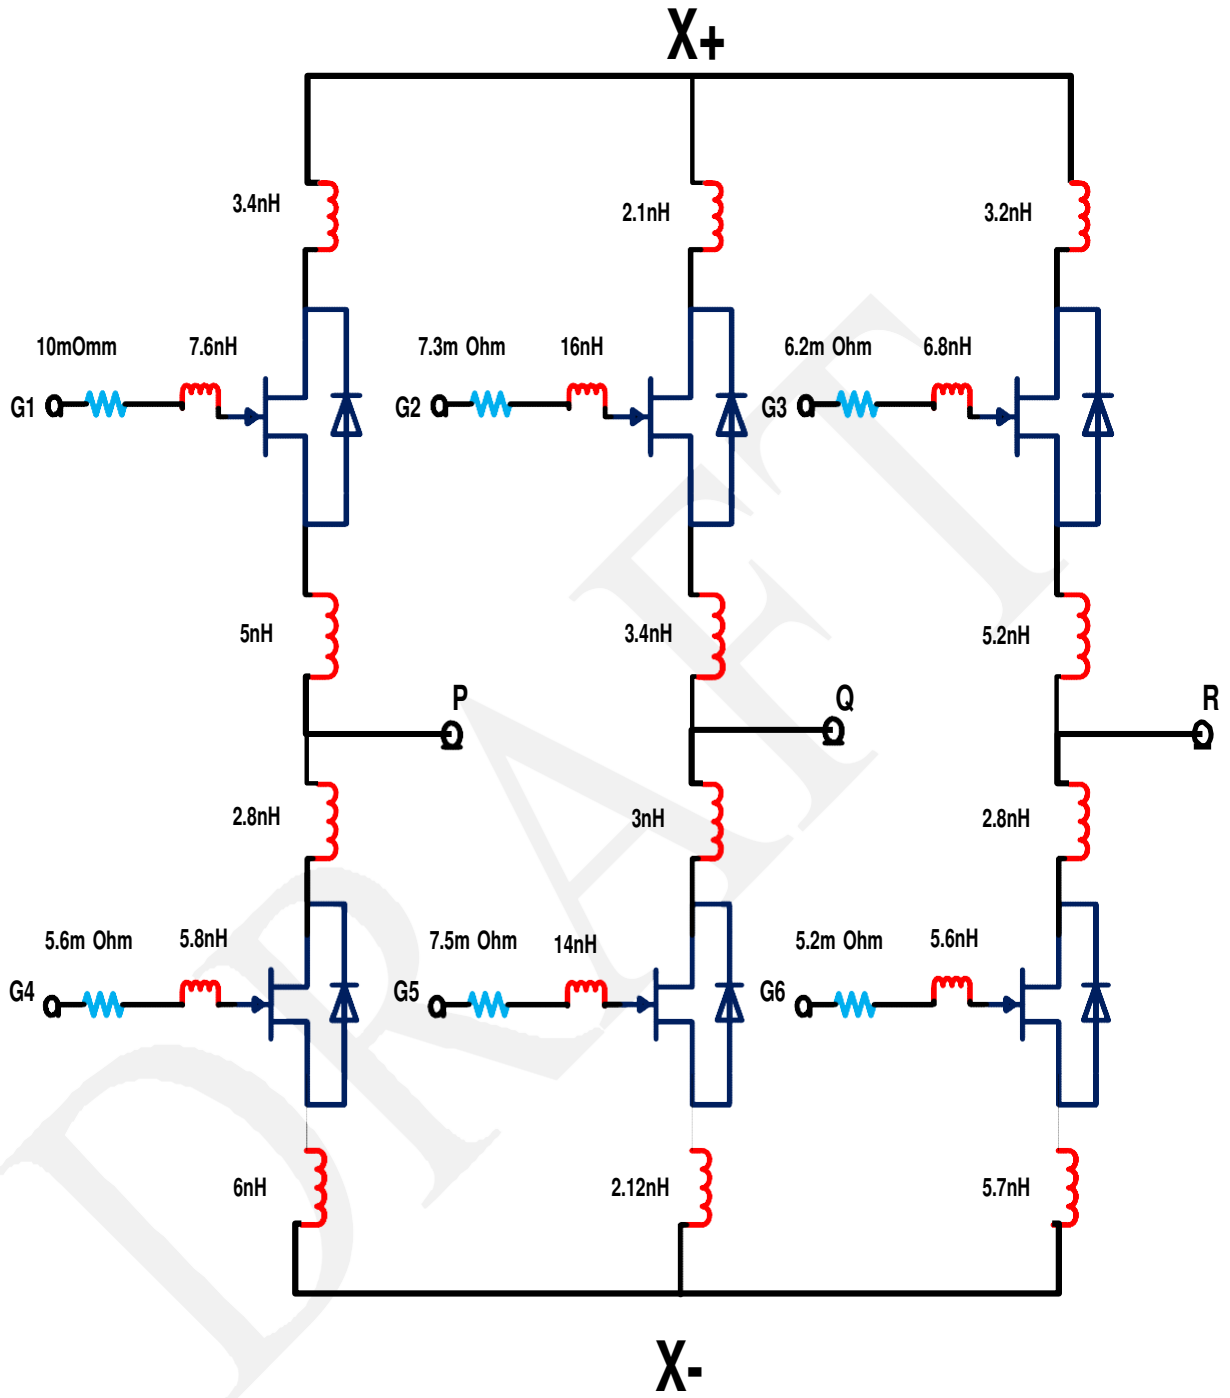 X+
3.4nH
2.1nH
3.2nH
10mOmm
7.6nH
7.3m Ohm
16nH
6.2m Ohm
6.8nH
G1
G2
G3
5nH
3.4nH
5.2nH
P
Q
R
2.8nH
3nH
2.8nH
5.6m Ohm
5.8nH
7.5m Ohm
14nH
5.2m Ohm
5.6nH
G4
G5
G6
6nH
2.12nH
5.7nH
X-
DRAFT